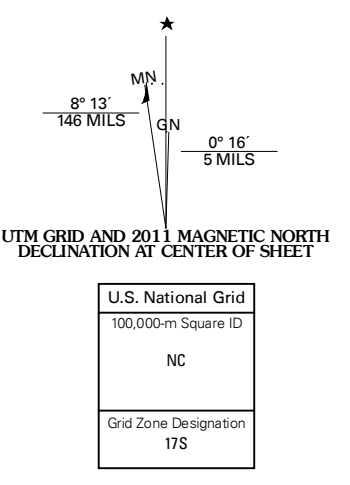 ★
MN
8° 13´
146 MILS
GN
0° 16´
5 MILS
UTM GRID AND 2011 MAGNETIC NORTH
DECLINATION AT CENTER OF SHEET
U.S. National Grid
100,000-m Square ID
NC
Grid Zone Designation
17S